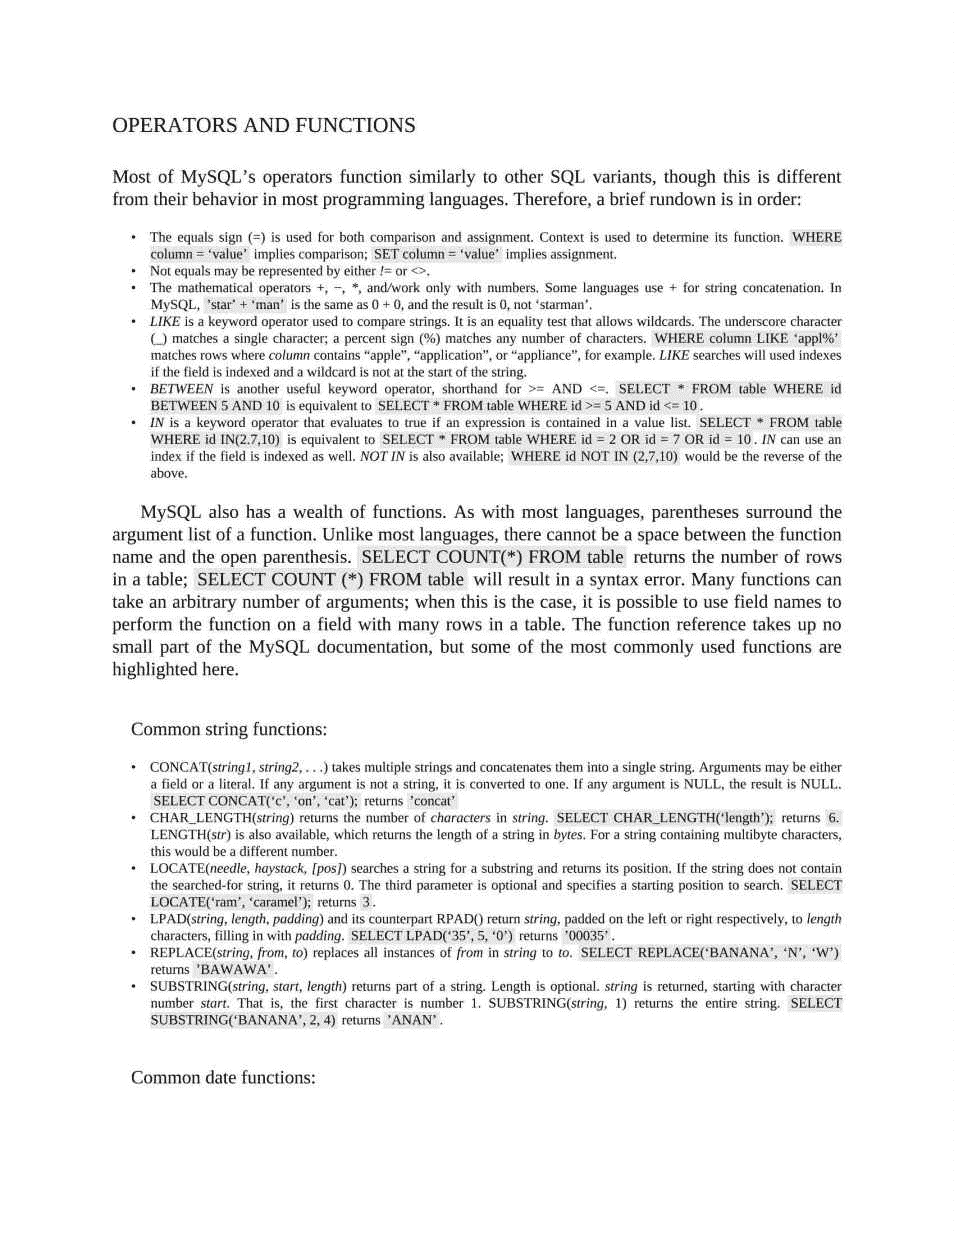 OPERATORS AND FUNCTIONS
Most of MySQL’s operators function similarly to other SQL variants, though this is different
from their behavior in most programming languages. Therefore, a brief rundown is in order:
• The equals sign (=) is used for both comparison and assignment. Context is used to determine its function. WHERE
column = ‘value’ implies comparison; SET column = ‘value’ implies assignment.
• Not equals may be represented by either != or <>.
• The mathematical operators +, −, *, and/work only with numbers. Some languages use + for string concatenation. In
MySQL, ’star’ + ‘man’ is the same as 0 + 0, and the result is 0, not ‘starman’.
• LIKE is a keyword operator used to compare strings. It is an equality test that allows wildcards. The underscore character
(_) matches a single character; a percent sign (%) matches any number of characters. WHERE column LIKE ‘appl%’
matches rows where column contains “apple”, “application”, or “appliance”, for example. LIKE searches will used indexes
if the field is indexed and a wildcard is not at the start of the string.
• BETWEEN is another useful keyword operator, shorthand for >= AND <=. SELECT * FROM table WHERE id
BETWEEN 5 AND 10 is equivalent to SELECT * FROM table WHERE id >= 5 AND id <= 10 .
• IN is a keyword operator that evaluates to true if an expression is contained in a value list. SELECT * FROM table
WHERE id IN(2.7,10) is equivalent to SELECT * FROM table WHERE id = 2 OR id = 7 OR id = 10 . IN can use an
index if the field is indexed as well. NOT IN is also available; WHERE id NOT IN (2,7,10) would be the reverse of the
above.
MySQL also has a wealth of functions. As with most languages, parentheses surround the
argument list of a function. Unlike most languages, there cannot be a space between the function
name and the open parenthesis. SELECT COUNT(*) FROM table returns the number of rows
in a table; SELECT COUNT (*) FROM table will result in a syntax error. Many functions can
take an arbitrary number of arguments; when this is the case, it is possible to use field names to
perform the function on a field with many rows in a table. The function reference takes up no
small part of the MySQL documentation, but some of the most commonly used functions are
highlighted here.
Common string functions:
• CONCAT(string1, string2, . . .) takes multiple strings and concatenates them into a single string. Arguments may be either
a field or a literal. If any argument is not a string, it is converted to one. If any argument is NULL, the result is NULL.
SELECT CONCAT(‘c’, ‘on’, ‘cat’); returns ’concat’
• CHAR_LENGTH(string) returns the number of characters in string. SELECT CHAR_LENGTH(‘length’); returns 6.
LENGTH(str) is also available, which returns the length of a string in bytes. For a string containing multibyte characters,
this would be a different number.
• LOCATE(needle, haystack, [pos]) searches a string for a substring and returns its position. If the string does not contain
the searched-for string, it returns 0. The third parameter is optional and specifies a starting position to search. SELECT
LOCATE(‘ram’, ‘caramel’); returns 3 .
• LPAD(string, length, padding) and its counterpart RPAD() return string, padded on the left or right respectively, to length
characters, filling in with padding. SELECT LPAD(‘35’, 5, ‘0’) returns ’00035’ .
• REPLACE(string, from, to) replaces all instances of from in string to to. SELECT REPLACE(‘BANANA’, ‘N’, ‘W’)
returns ’BAWAWA’ .
• SUBSTRING(string, start, length) returns part of a string. Length is optional. string is returned, starting with character
number start. That is, the first character is number 1. SUBSTRING(string, 1) returns the entire string. SELECT
SUBSTRING(‘BANANA’, 2, 4) returns ’ANAN’ .
Common date functions: